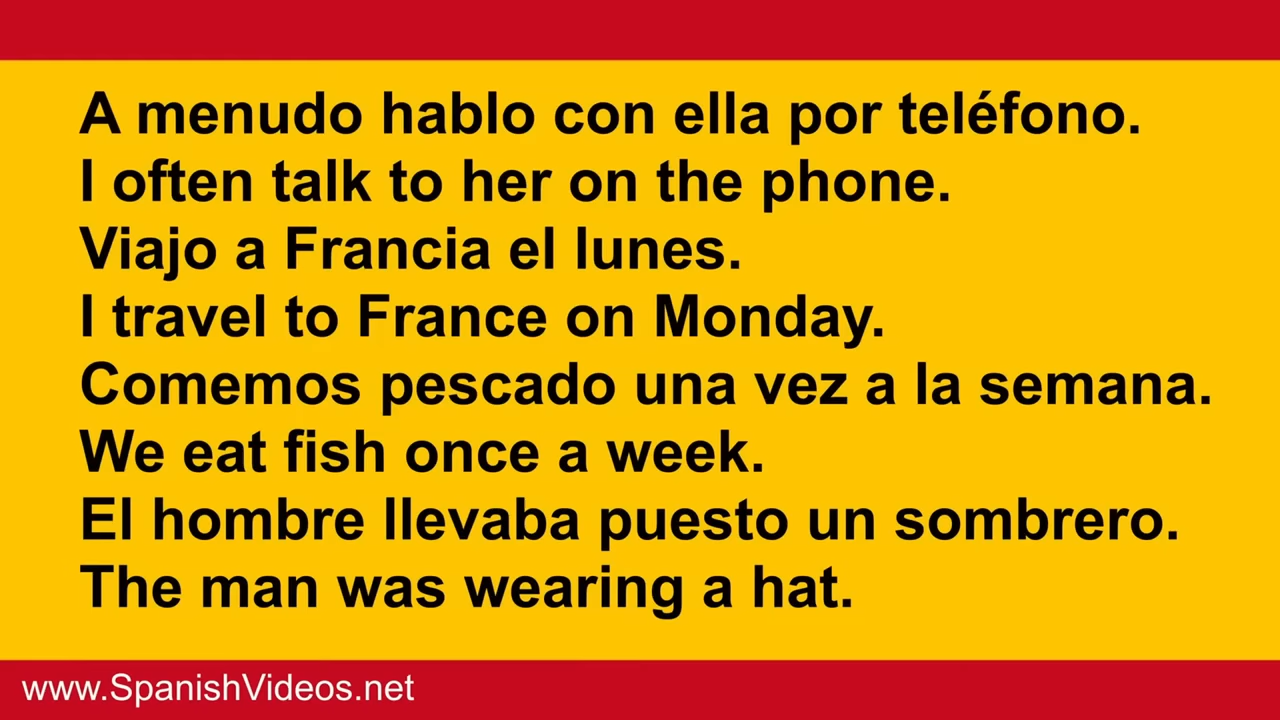 A menudo hablo con ella por teléfono.
I often talk to her on the phone.
Viajo a Francia el lunes.
I travel to France on Monday.
Comemos pescado una vez a la semana.
We eat fish once a week.
El hombre llevaba puesto un sombrero.
The man was wearing a hat.
www.SpanishVideos.net